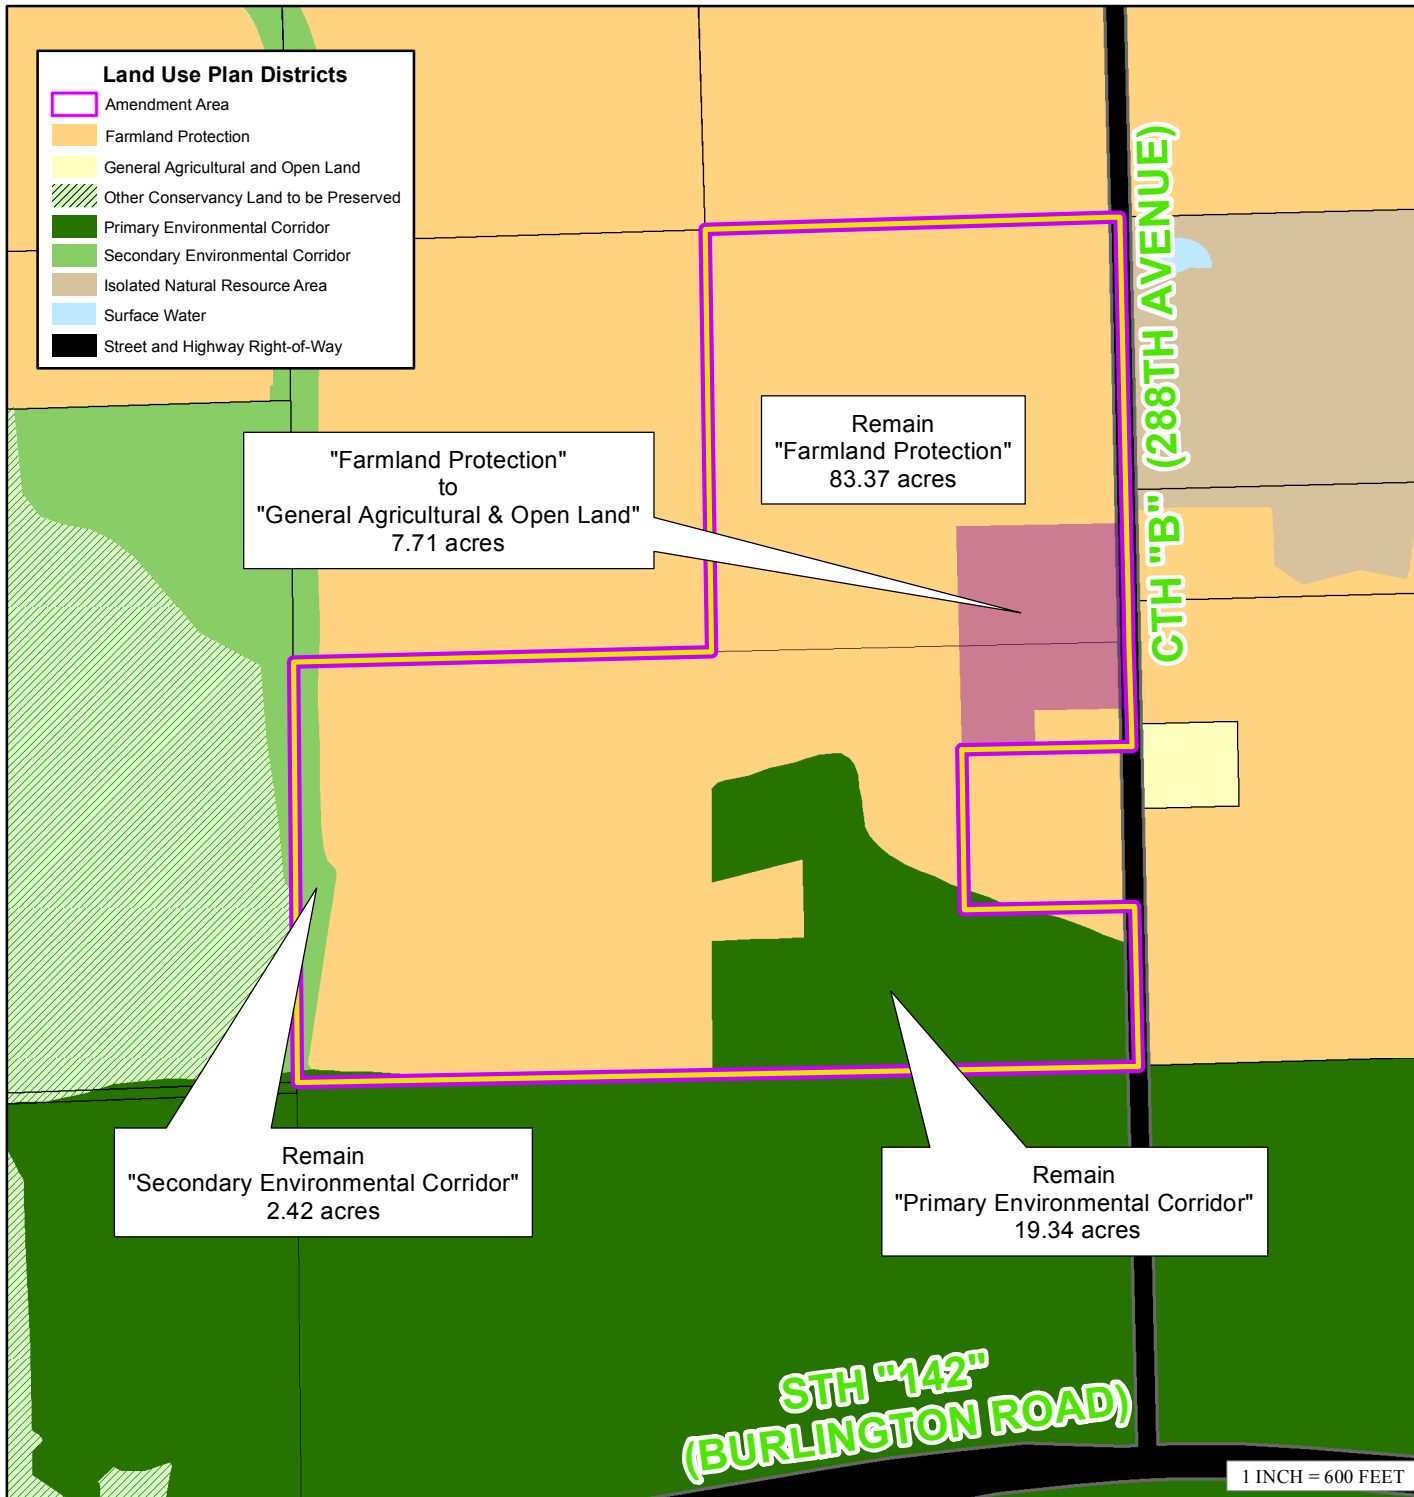 Land Use Plan Districts
Amendment Area
Farmland Protection
General Agricultural and Open Land
Other Conservancy Land to be Preserved
Primary Environmental Corridor
Secondary Environmental Corridor
Isolated Natural Resource Area
Surface Water
Street and Highway Right-of-Way
CTH "B" (288TH AVENUE)
Remain
"Farmland Protection"
83.37 acres
"Farmland Protection"
to
"General Agricultural & Open Land"
7.71 acres
Remain
"Secondary Environmental Corridor"
2.42 acres
Remain
"Primary Environmental Corridor"
19.34 acres
STH "142"
(BURLINGTON ROAD)
1 INCH = 600 FEET